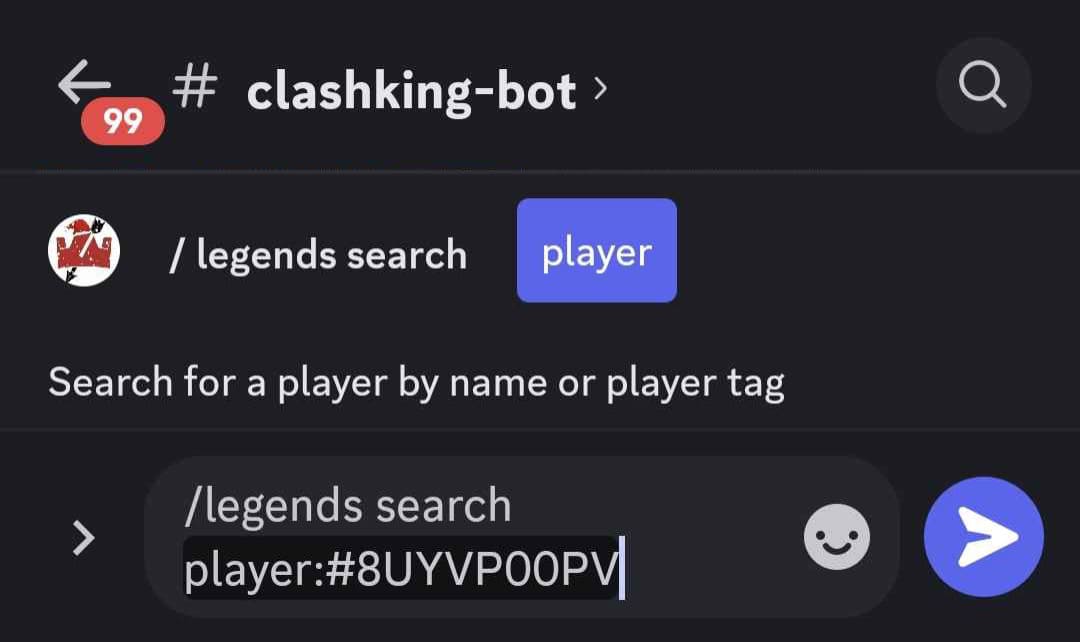 # clashking-bot
99
/ legends search player
Search for a player by name or player tag
/legends search
player:#8UYVP00PV